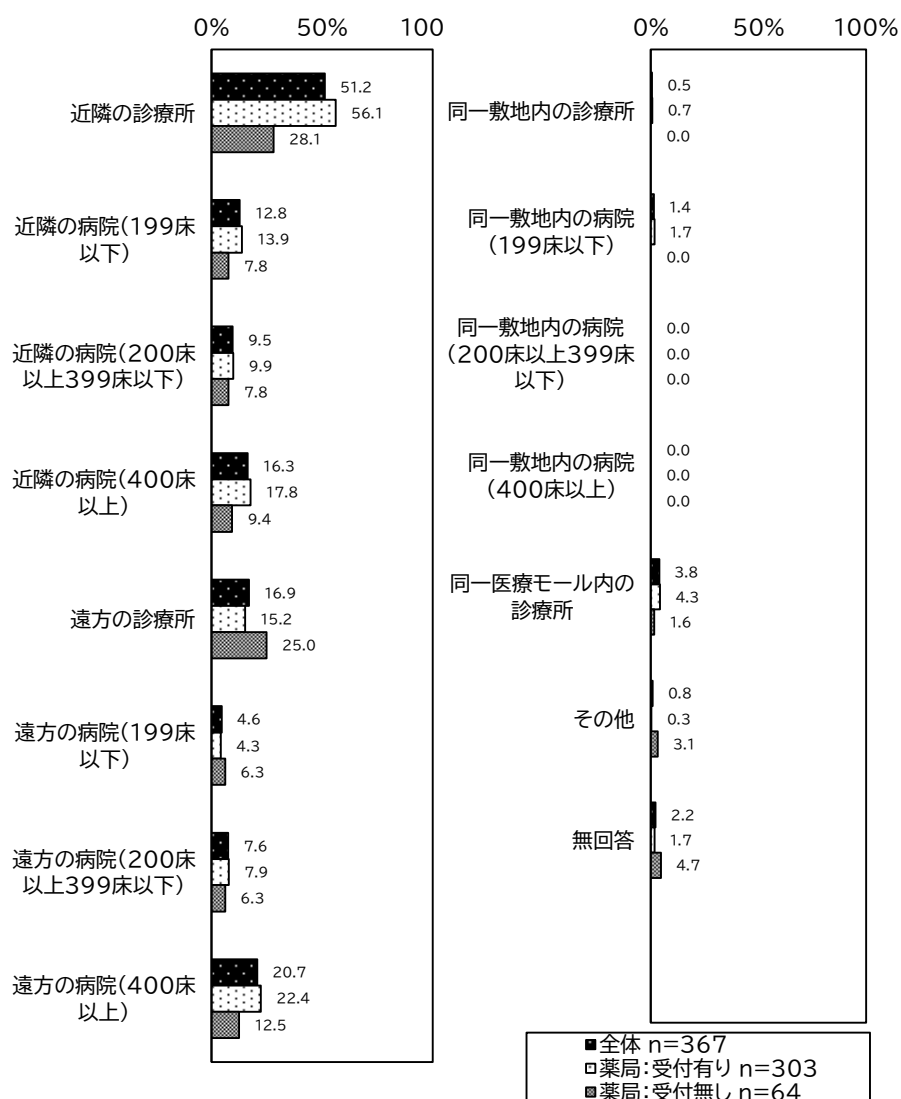 0% 50% 100
近隣の診療所
51.2
56.1
28.1
近隣の病院(199床
以下)
12.8
13.9
7.8
近隣の病院(200床
以上399床以下)
9.5
9.9
7.8
近隣の病院(400床
以上)
16.3
17.8
9.4
遠方の診療所
16.9
15.2
25.0
遠方の病院(199床
以下)
4.6
4.3
6.3
遠方の病院(200床
以上399床以下)
7.6
7.9
6.3
遠方の病院(400床
以上)
20.7
22.4
12.5
0% 50% 100%
同一敷地内の診療所
0.5
0.7
0.0
同一敷地内の病院
(199床以下)
1.4
1.7
0.0
同一敷地内の病院
(200床以上399床
以下)
0.0
0.0
0.0
同一敷地内の病院
(400床以上)
0.0
0.0
0.0
同一医療モール内の
診療所
3.8
4.3
1.6
その他
0.8
0.3
3.1
無回答
2.2
1.7
4.7
全体 n=367
薬局:受付有り n=303
薬局:受付無し n=64